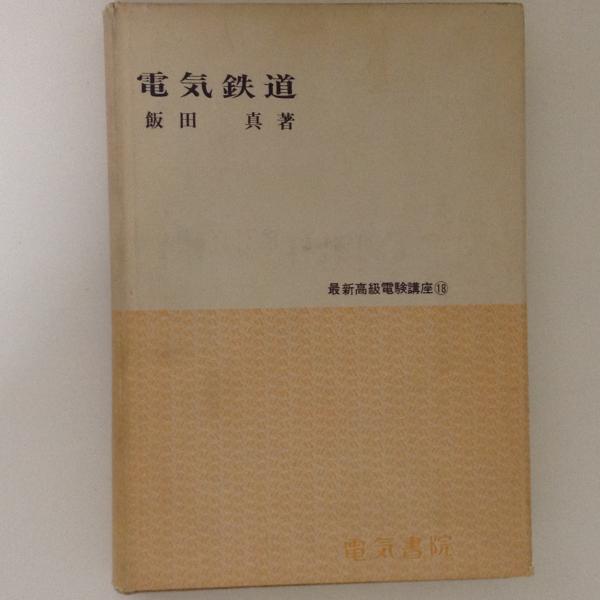 電気鉄道
飯田 真著
最新高級電験講座⑱
電気書院